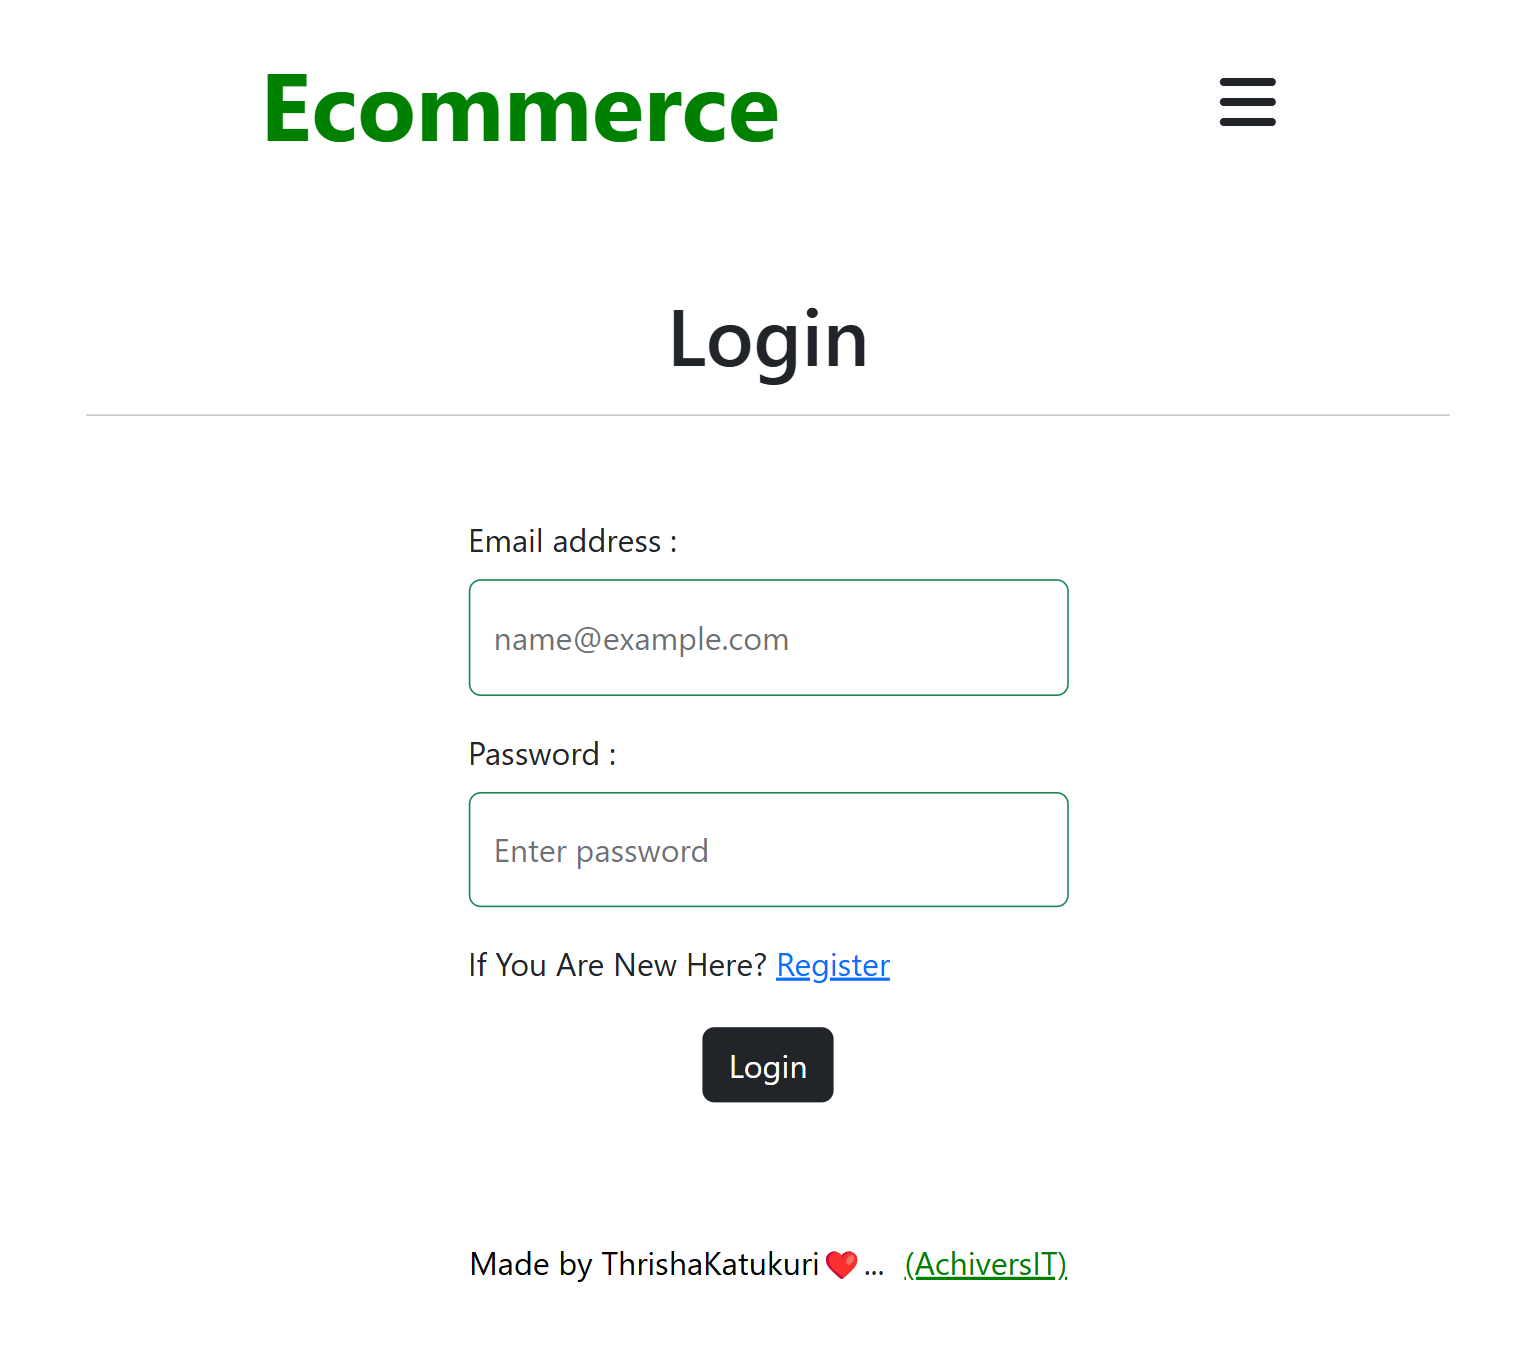 Ecommerce
Login
Email address :
name@example.com
Password :
Enter password
If You Are New Here? Register
Login
Made by ThrishaKatukuri❤️... (AchiversIT)